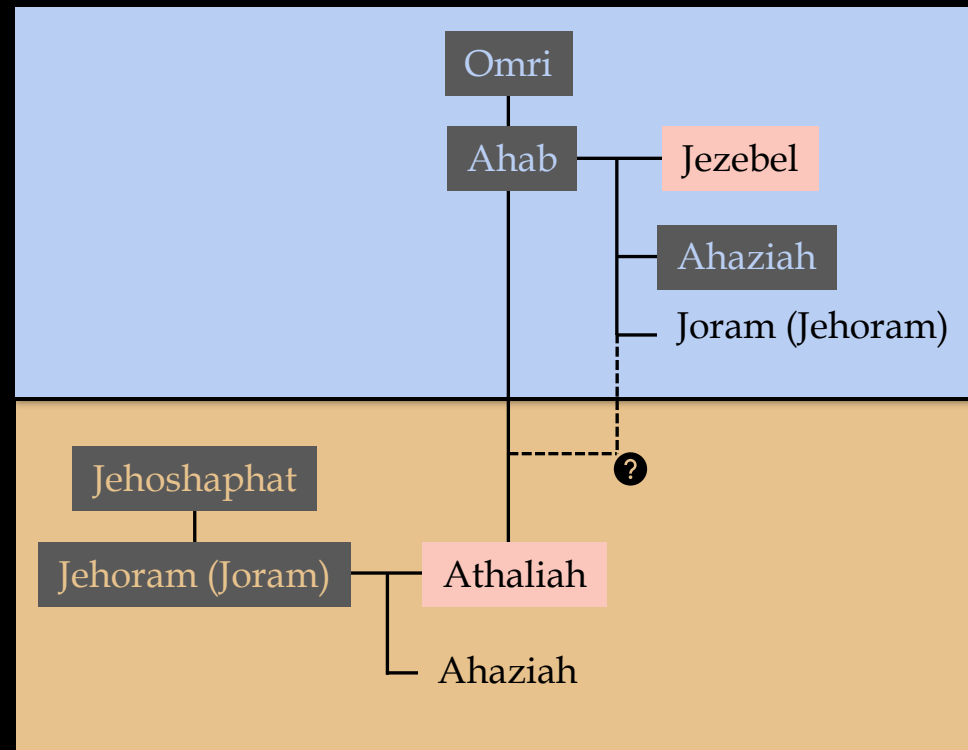 Omri
Ahab
Jezebel
Ahaziah
Joram (Jehoram)
?
Jehoshaphat
Jehoram (Joram)
Athaliah
Ahaziah